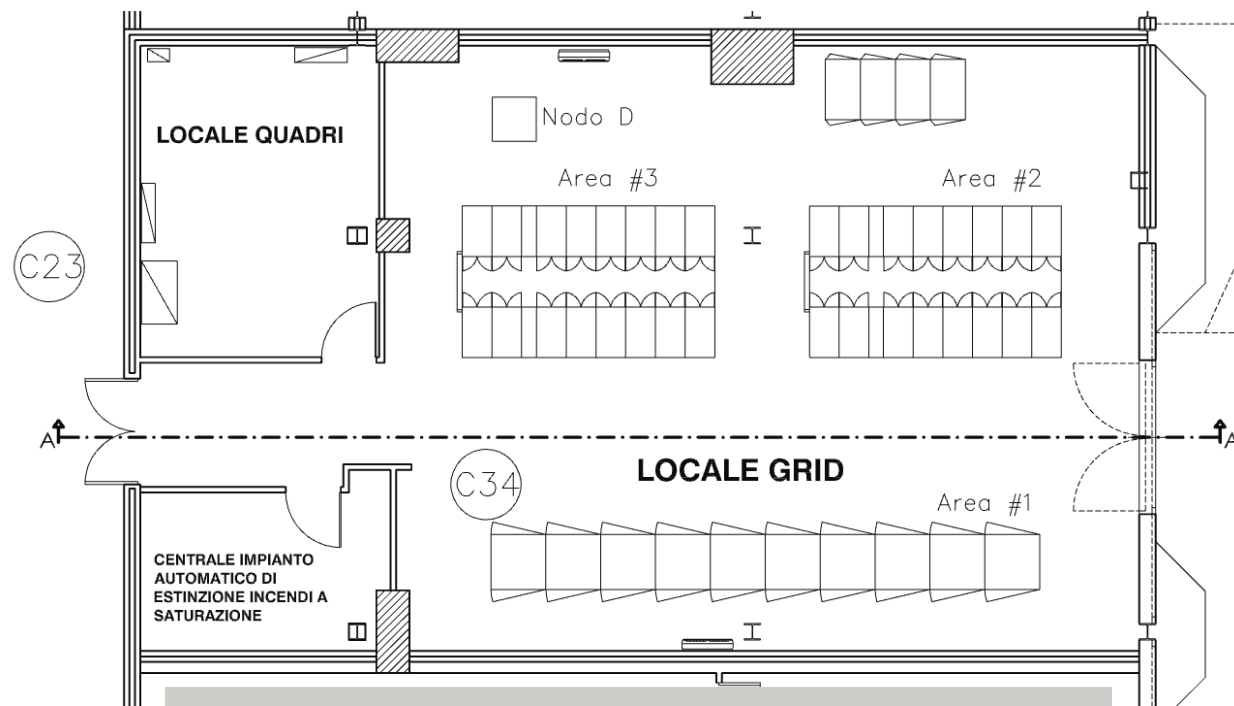 Nodo D
LOCALE QUADRI
Area #3
Area #2
C23
A
A
LOCALE GRID
C34
Area #1
CENTRALE IMPIANTO
AUTOMATICO DI
ESTINZIONE INCENDI A
SATURAZIONE